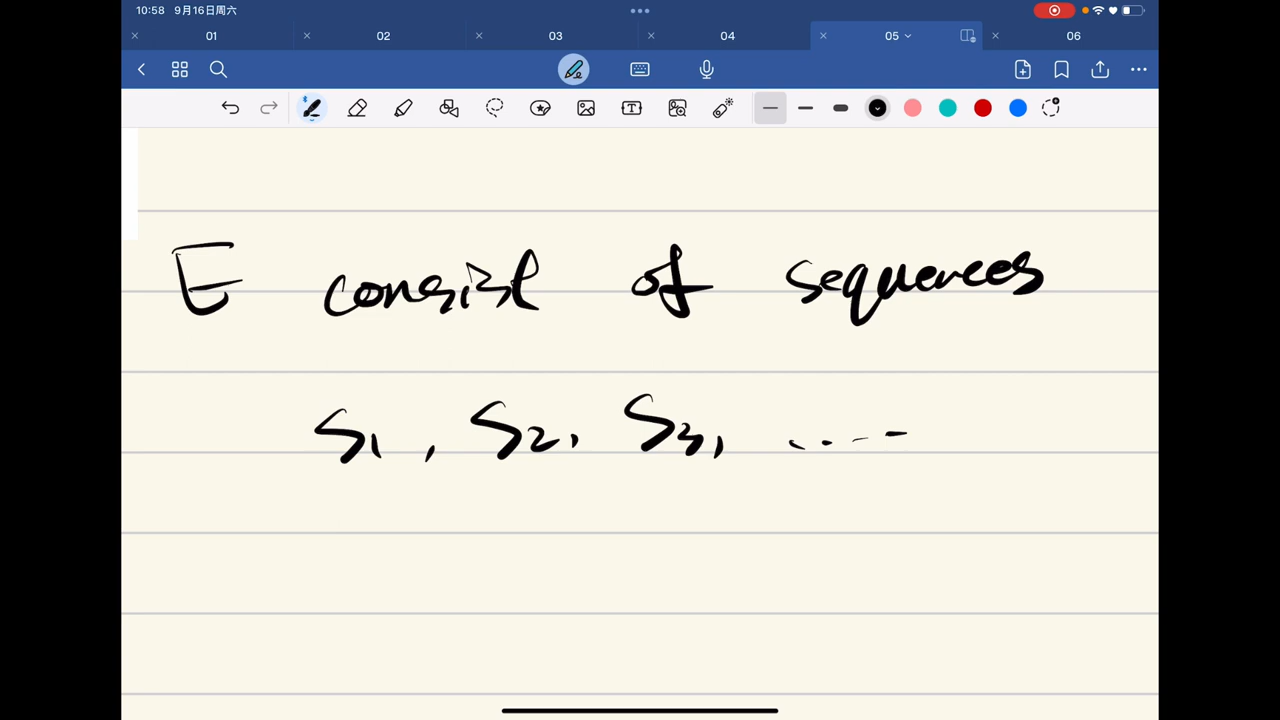 10:58 9月16日周六
01 02 03 04 05 06
E consist of sequences
S1, S2, S3, .....